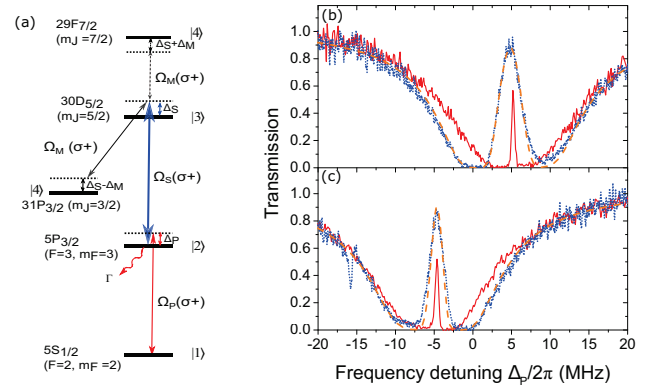 (a)
29F7/2
(mJ=7/2)
|4⟩
ΔS+ΔM
ΩM(σ+)
30D5/2
(mJ=5/2)
ΔS
|3⟩
ΩM (σ+)
ΩS(σ+)
|4⟩
ΔS-ΔM
31P3/2 (mJ=3/2)
5P3/2
(F=3, mF=3)
ΔP
|2⟩
Γ
ΩP(σ+)
5S1/2
(F=2, mF=2)
|1⟩
Transmission
(b)
1.0
0.8
0.6
0.4
0.2
0.0
(c)
1.0
0.8
0.6
0.4
0.2
0.0
-20 -15 -10 -5 0 5 10 15 20
Frequency detuning ΔP/2π (MHz)